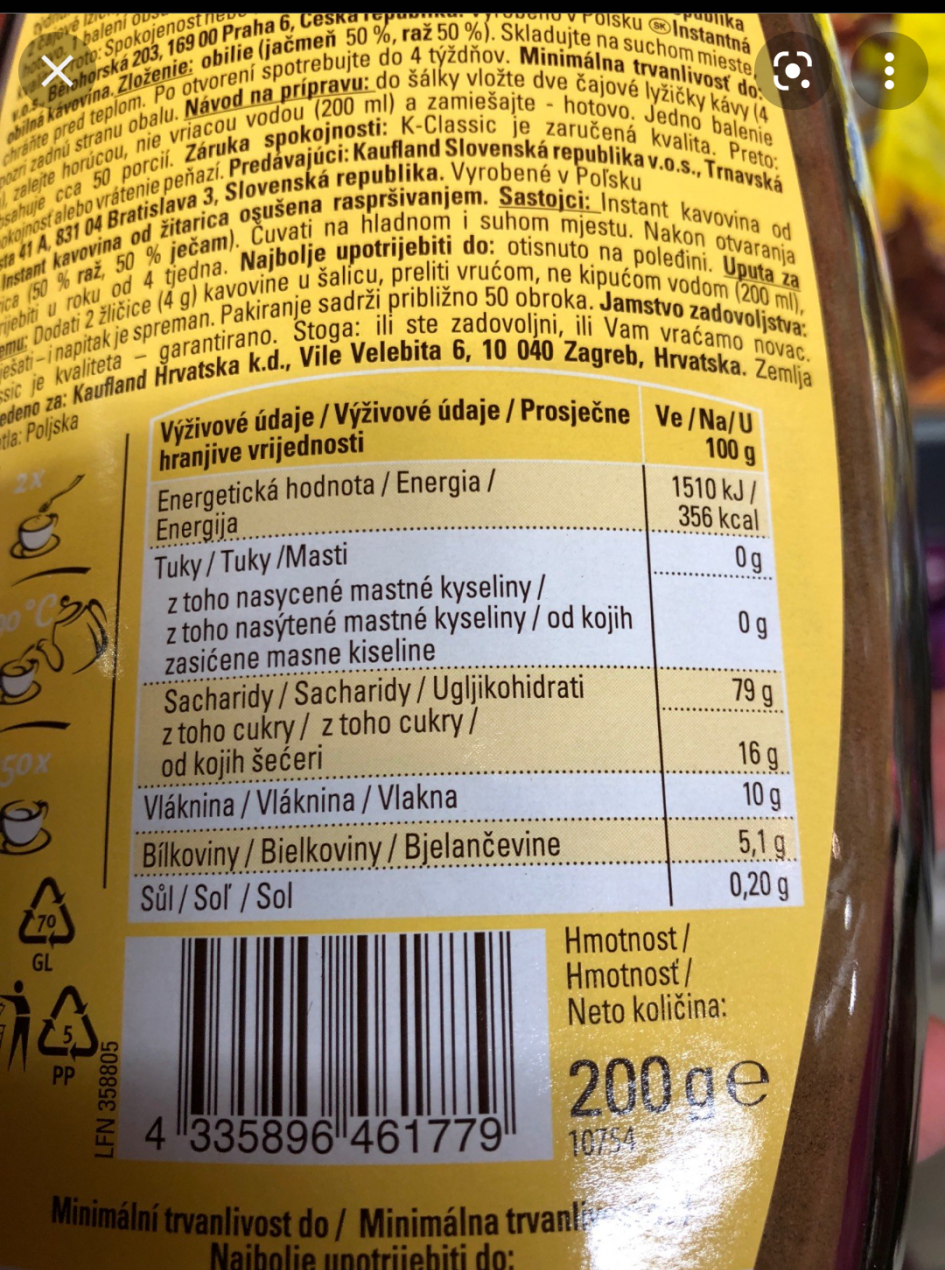 balení
Spokojenost
Bělahorská 203, 169 00 Praha 6, Česká v Polsku SK Instantná
obilná kávovina. Zloženie: obilie (jačmeň 50 %, raž 50 %). Skladujte na suchom mieste,
chráňte pred teplom. Po otvorení spotrebujte do 4 týždňov. Minimálna trvanlivosť do:
pozri zadnú stranu obalu. Návod na prípravu: do šálky vložte dve čajové lyžičky kávy (4
zalejte horúcou, nie vriacou vodou (200 ml) a zamiešajte - hotovo. Jedno balenie
obsahuje cca 50 porcií. Záruka spokojnosti: K-Classic je zaručená kvalita. Preto:
spokojnosť alebo vrátenie peňazí. Predávajúci: Kaufland Slovenská republika v.o.s., Trnavská
cesta 41 A, 831 04 Bratislava 3, Slovenská republika. Vyrobené v Poľsku
Instant kavovina od žitarica osušena raspršivanjem. Sastojci: Instant kavovina od
(50 % raž, 50 % ječam). Čuvati na hladnom i suhom mjestu. Nakon otvaranja
u roku od 4 tjedna. Najbolje upotrijebiti do: otisnuto na poleđini. Uputa za
Dodati 2 žličice (4 g) kavovine u šalicu, preliti vrućom, ne kipućom vodom (200 ml),
– i napitak je spreman. Pakiranje sadrži približno 50 obroka. Jamstvo zadovoljstva:
je kvaliteta – garantirano. Stoga: ili ste zadovoljni, ili Vam vraćamo novac.
za: Kaufland Hrvatska k.d., Vile Velebita 6, 10 040 Zagreb, Hrvatska. Zemlja
Poljska
Výživové údaje / Výživové údaje / Prosječne Ve / Na / U
hranjive vrijednosti 100 g
Energetická hodnota / Energia / 1510 kJ /
Energija 356 kcal
Tuky / Tuky /Masti 0 g
z toho nasycené mastné kyseliny /
z toho nasýtené mastné kyseliny / od kojih 0 g
zasićene masne kiseline
Sacharidy / Sacharidy / Ugljikohidrati 79 g
z toho cukry / z toho cukry /
od kojih šećeri 16 g
Vláknina / Vláknina / Vlakna 10 g
Bílkoviny / Bielkoviny / Bjelančevine 5,1 g
Sůl / Soľ / Sol 0,20 g
2x
50x
70
GL
5
PP
LFN 358805
4 335896 461779
Hmotnost /
Hmotnosť /
Neto količina:
200 g e
10754
Minimální trvanlivost do / Minimálna
Najbolje upotrijebiti do: